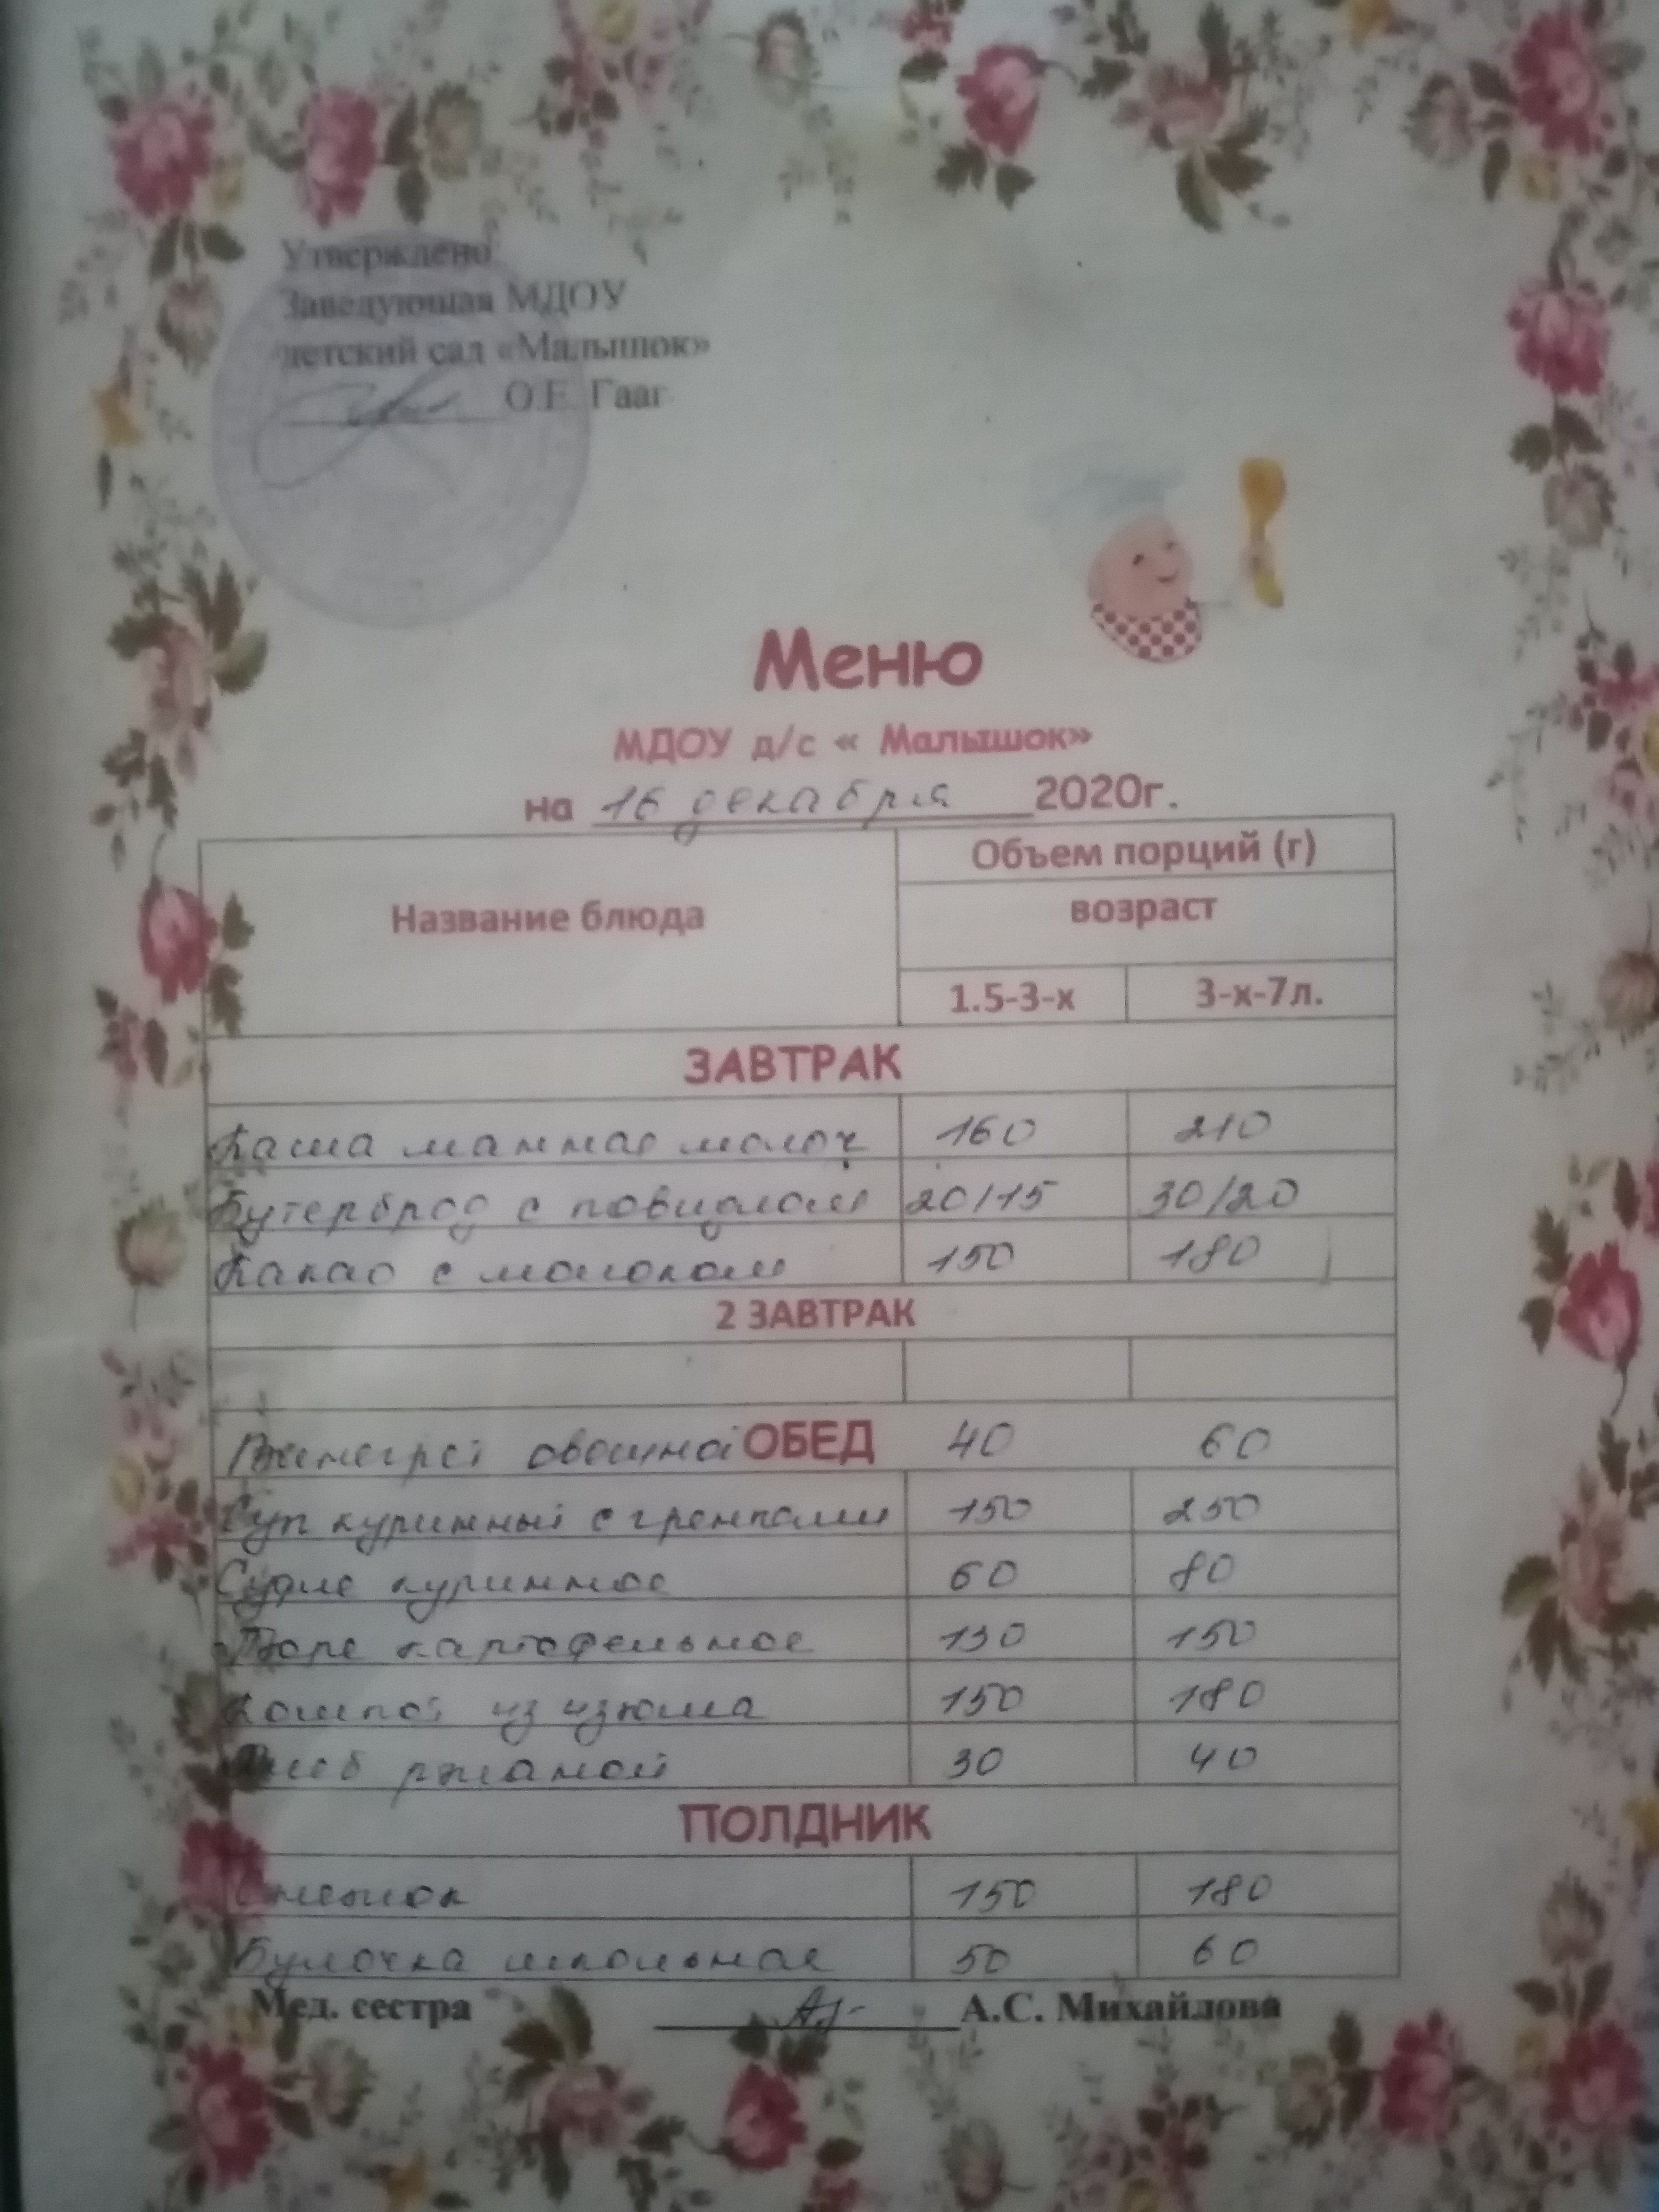 Утверждено
Заведующая МДОУ
детский сад «Малышок»
О.Е. Гааг
Меню
МДОУ д/с « Малышок»
на 16 декабря 2020г.
Объем порций (г)
Название блюда возраст
1.5-3-х 3-х-7л.
ЗАВТРАК
Каша манная молоч 160 210
Бутерброд с повидлом 20/15 30/20
Какао с молоком 150 180
2 ЗАВТРАК
Винегрет овощной ОБЕД 40 60
Суп куринный с гренками 150 250
Суфле куринное 60 80
Пюре картофельное 130 150
Компот из изюма 150 180
Хлеб ржаной 30 40
ПОЛДНИК
Снежок 150 180
Булочка школьная 50 60
Мед. сестра А.С. Михайлова